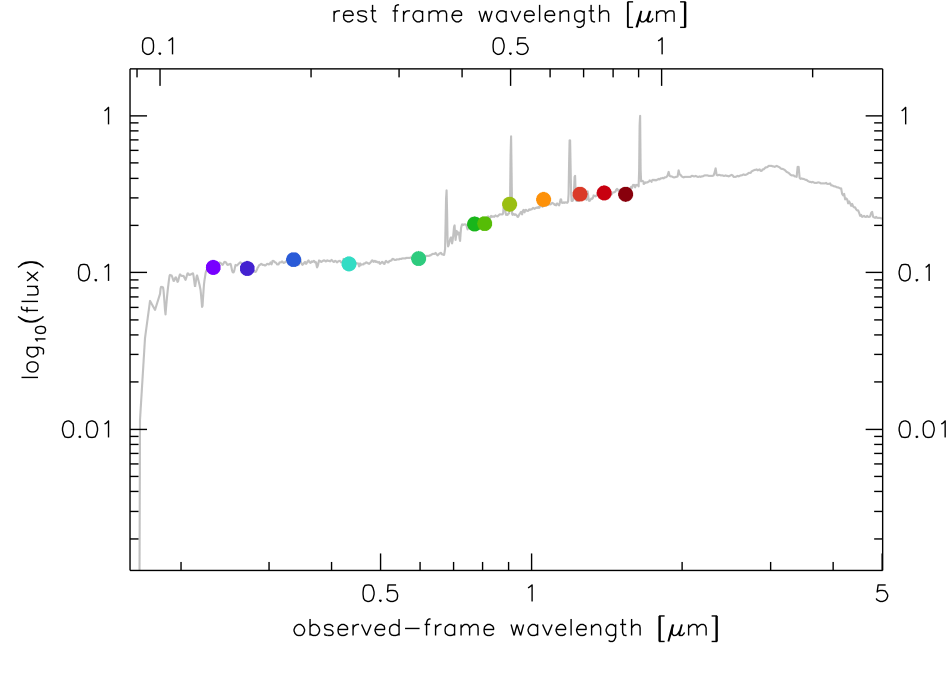 rest frame wavelength [μm]
0.1 0.5 1
1 1
0.1 0.1
0.01 0.01
log10(flux)
0.5 1 5
observed-frame wavelength [μm]